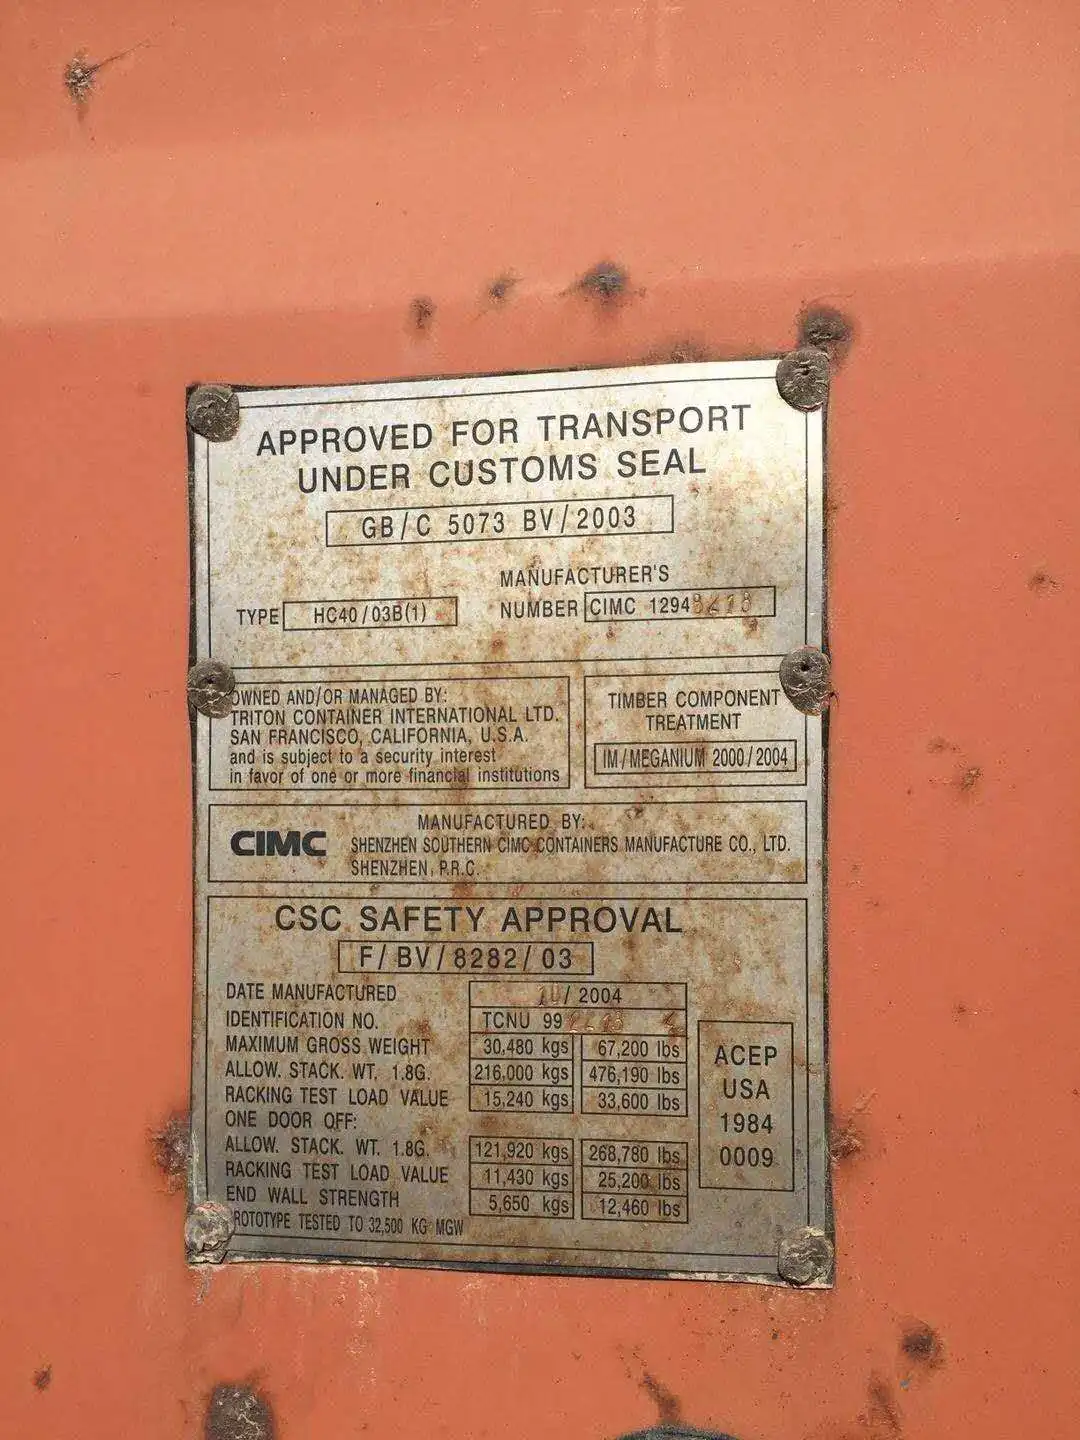 APPROVED FOR TRANSPORT
UNDER CUSTOMS SEAL
GB/C 5073 BV/2003
MANUFACTURER'S
TYPE HC40/03B(1) NUMBER CIMC
OWNED AND/OR MANAGED BY:
TRITON CONTAINER INTERNATIONAL LTD.
SAN FRANCISCO, CALIFORNIA, U.S.A.
and is subject to a security interest
in favor of one or more financial institutions
TIMBER COMPONENT
TREATMENT
IM/MEGANIUM 2000/2004
CIMC
MANUFACTURED BY:
SHENZHEN SOUTHERN CIMC CONTAINERS MANUFACTURE CO., LTD.
SHENZHEN, P.R.C.
CSC SAFETY APPROVAL
F/BV/8282/03
DATE MANUFACTURED 10/2004
IDENTIFICATION NO. TCNU
MAXIMUM GROSS WEIGHT 30,480 kgs 67,200 lbs
ALLOW. STACK. WT. 1.8G. 216,000 kgs 476,190 lbs
RACKING TEST LOAD VALUE 15,240 kgs 33,600 lbs
ONE DOOR OFF:
ALLOW. STACK. WT. 1.8G. 121,920 kgs 268,780 lbs
RACKING TEST LOAD VALUE 11,430 kgs 25,200 lbs
END WALL STRENGTH 5,650 kgs 12,460 lbs
PROTOTYPE TESTED TO 32,500 KG MGW
ACEP
USA
1984
0009